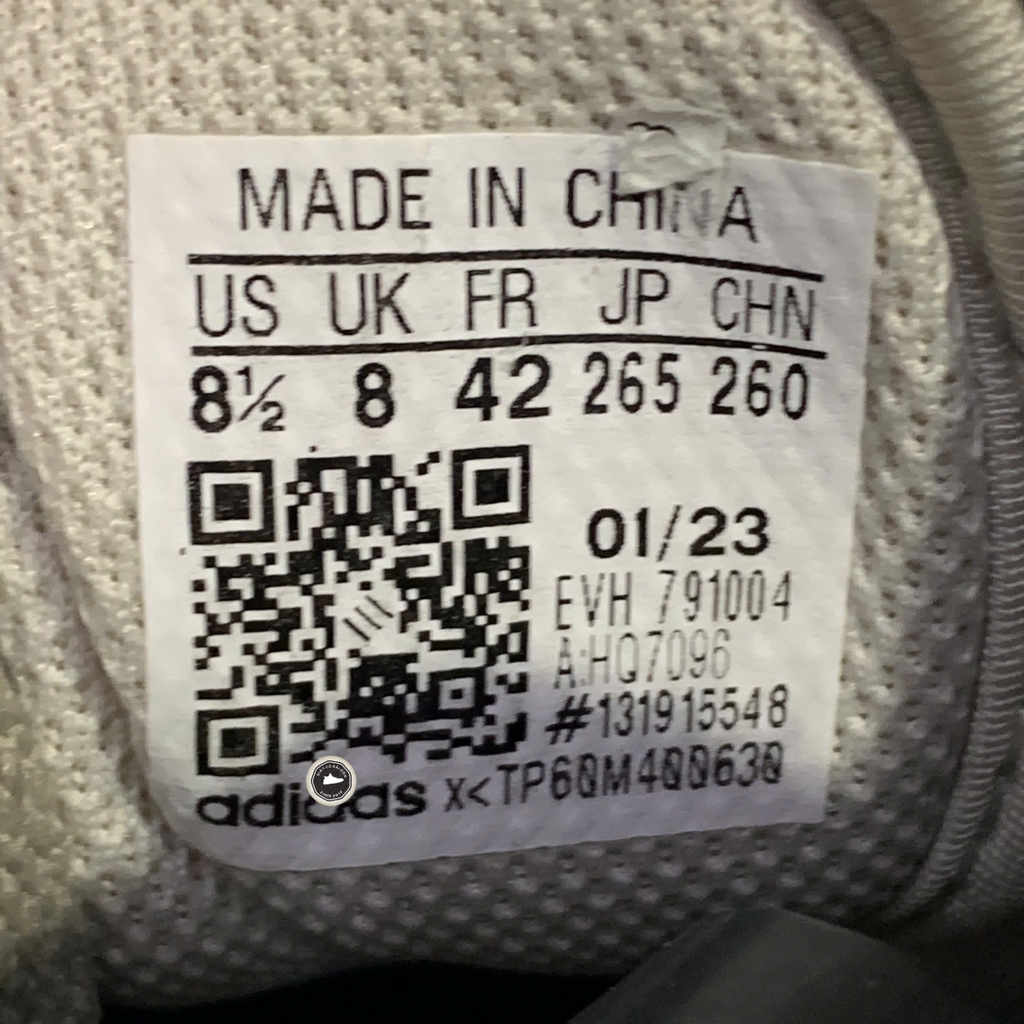 MADE IN CHINA
US UK FR JP CHN
8½ 8 42 265 260
01/23
EVH 791004
A:HQ7096
#131915548
adidas X<TP60M400630